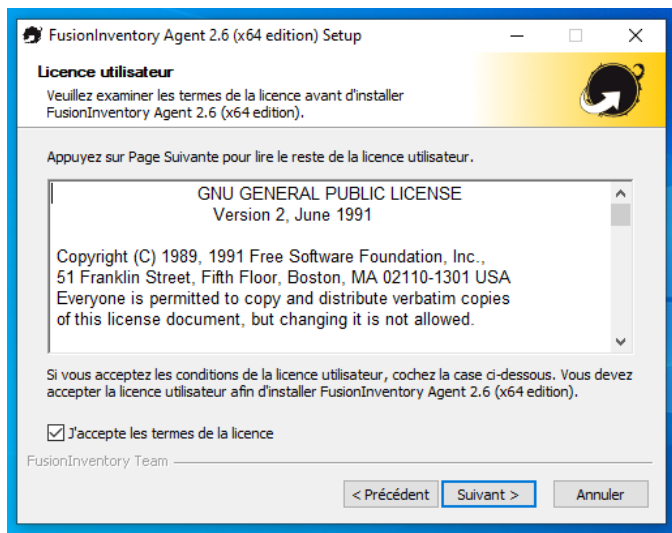 FusionInventory Agent 2.6 (x64 edition) Setup
Licence utilisateur
Veuillez examiner les termes de la licence avant d'installer
FusionInventory Agent 2.6 (x64 edition).
Appuyez sur Page Suivante pour lire le reste de la licence utilisateur.
GNU GENERAL PUBLIC LICENSE
Version 2, June 1991
Copyright (C) 1989, 1991 Free Software Foundation, Inc.,
51 Franklin Street, Fifth Floor, Boston, MA 02110-1301 USA
Everyone is permitted to copy and distribute verbatim copies
of this license document, but changing it is not allowed.
Si vous acceptez les conditions de la licence utilisateur, cochez la case ci-dessous. Vous devez
accepter la licence utilisateur afin d'installer FusionInventory Agent 2.6 (x64 edition).
J'accepte les termes de la licence
FusionInventory Team
< Précédent Suivant > Annuler